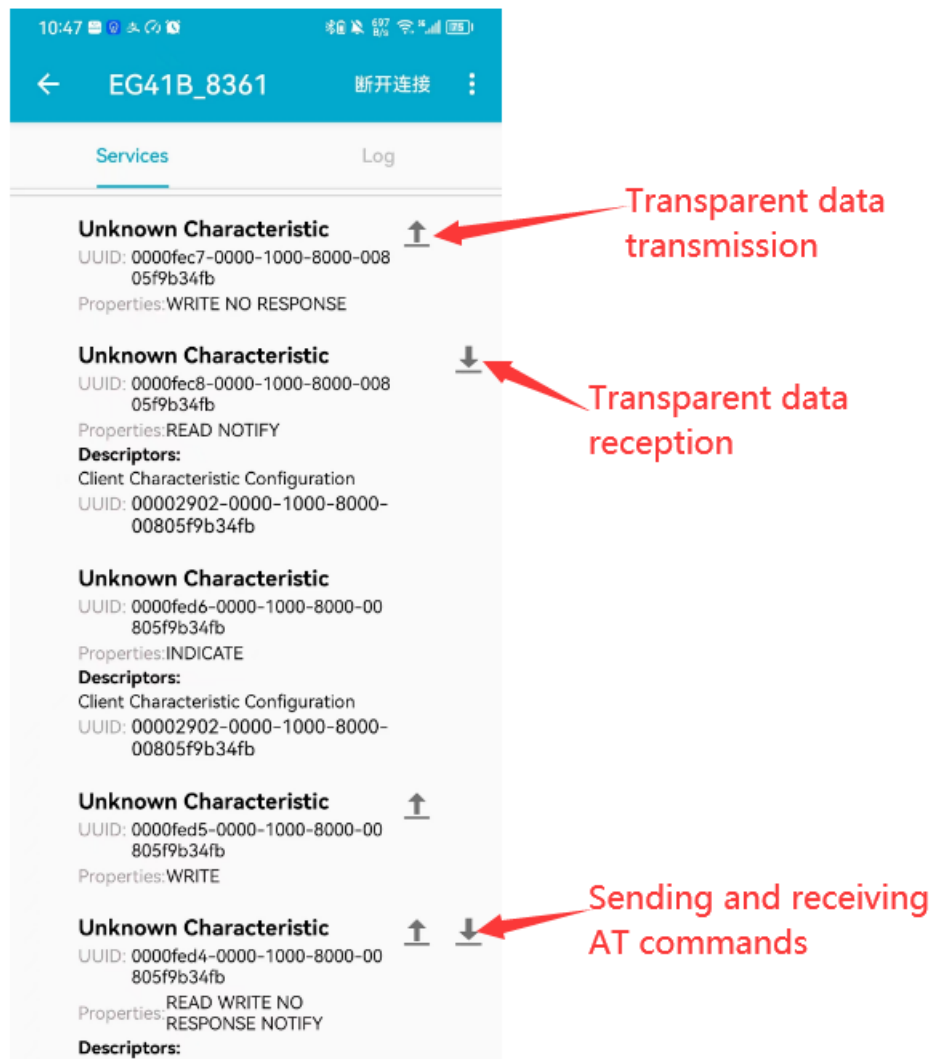 10:47
697
B/s
75
EG41B_8361
断开连接
Services
Log
Unknown Characteristic
UUID: 0000fec7-0000-1000-8000-008
05f9b34fb
Properties:WRITE NO RESPONSE
Transparent data
transmission
Unknown Characteristic
UUID: 0000fec8-0000-1000-8000-008
05f9b34fb
Properties:READ NOTIFY
Descriptors:
Client Characteristic Configuration
UUID: 00002902-0000-1000-8000-
00805f9b34fb
Transparent data
reception
Unknown Characteristic
UUID: 0000fed6-0000-1000-8000-00
805f9b34fb
Properties:INDICATE
Descriptors:
Client Characteristic Configuration
UUID: 00002902-0000-1000-8000-
00805f9b34fb
Unknown Characteristic
UUID: 0000fed5-0000-1000-8000-00
805f9b34fb
Properties:WRITE
Unknown Characteristic
UUID: 0000fed4-0000-1000-8000-00
805f9b34fb
Properties: READ WRITE NO
RESPONSE NOTIFY
Descriptors:
Sending and receiving
AT commands